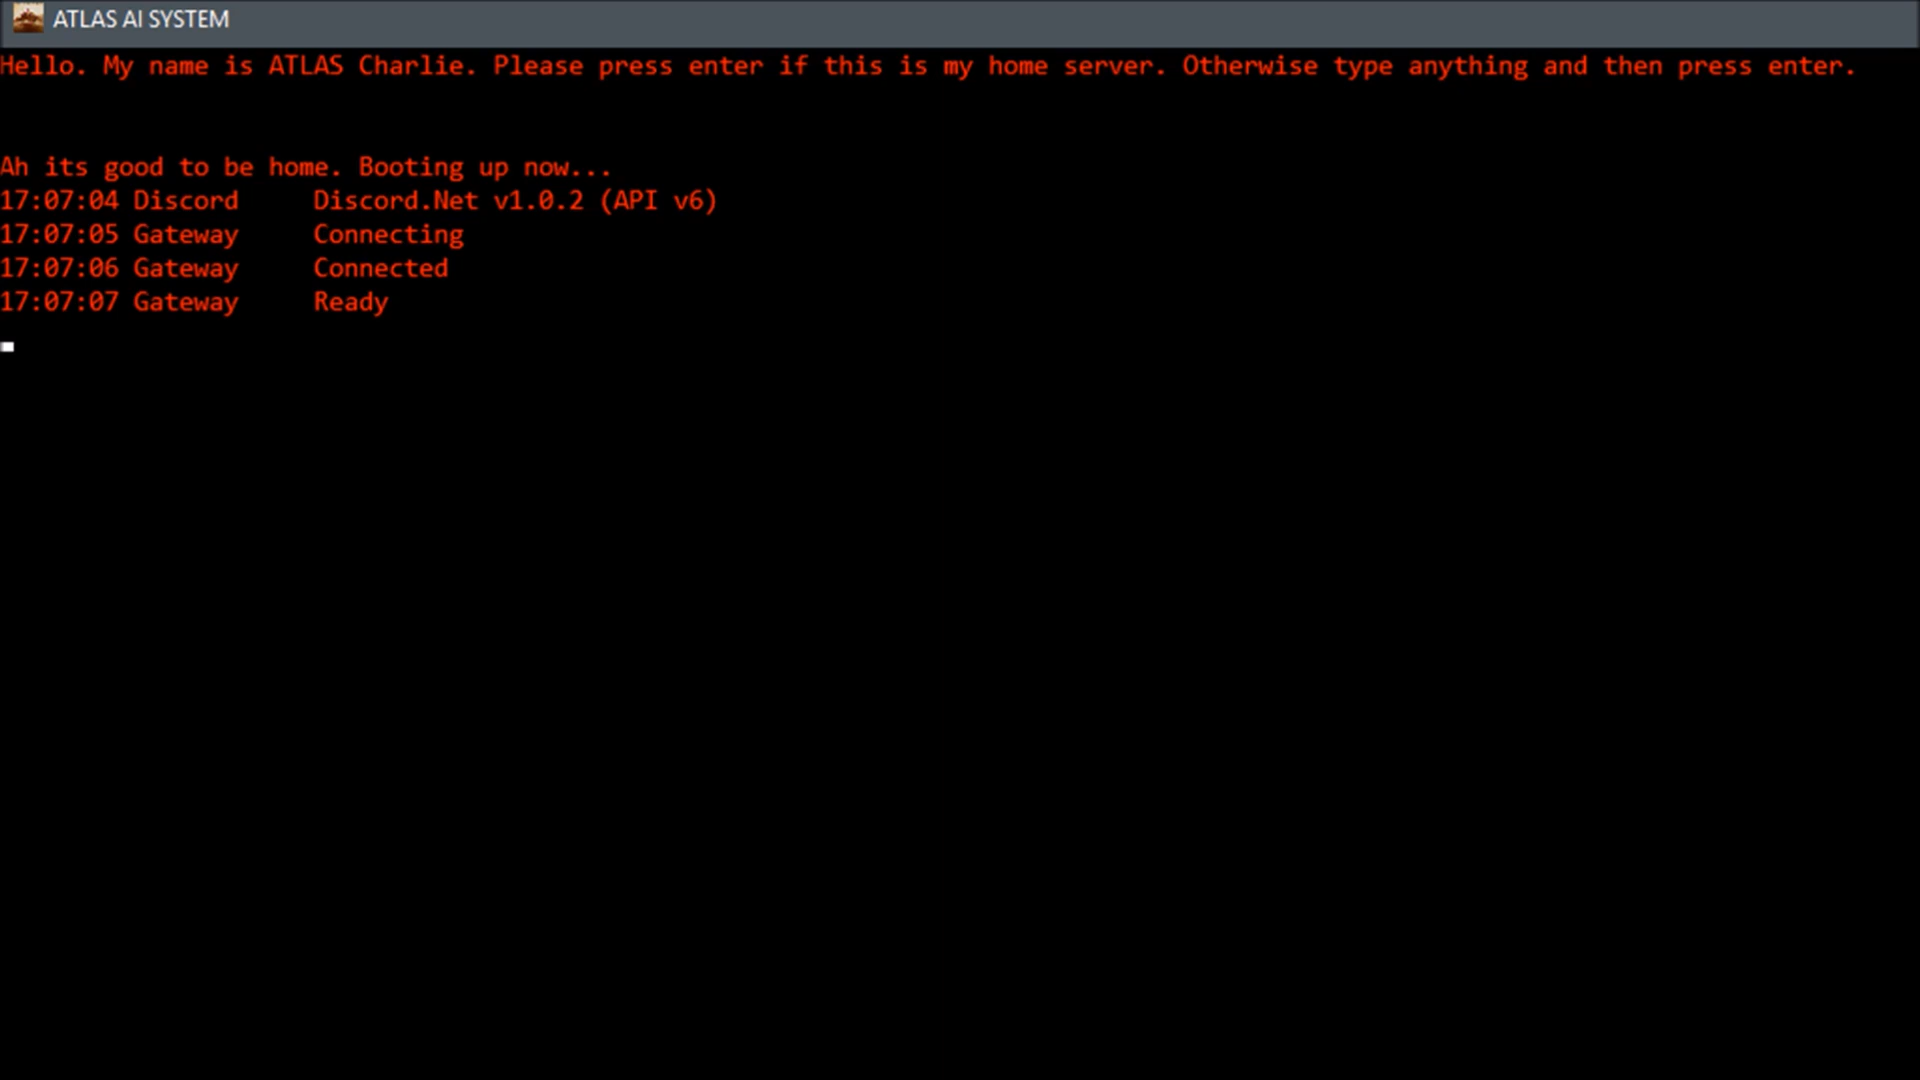 ATLAS AI SYSTEM
Hello. My name is ATLAS Charlie. Please press enter if this is my home server. Otherwise type anything and then press enter.
Ah its good to be home. Booting up now...
17:07:04 Discord     Discord.Net v1.0.2 (API v6)
17:07:05 Gateway     Connecting
17:07:06 Gateway     Connected
17:07:07 Gateway     Ready